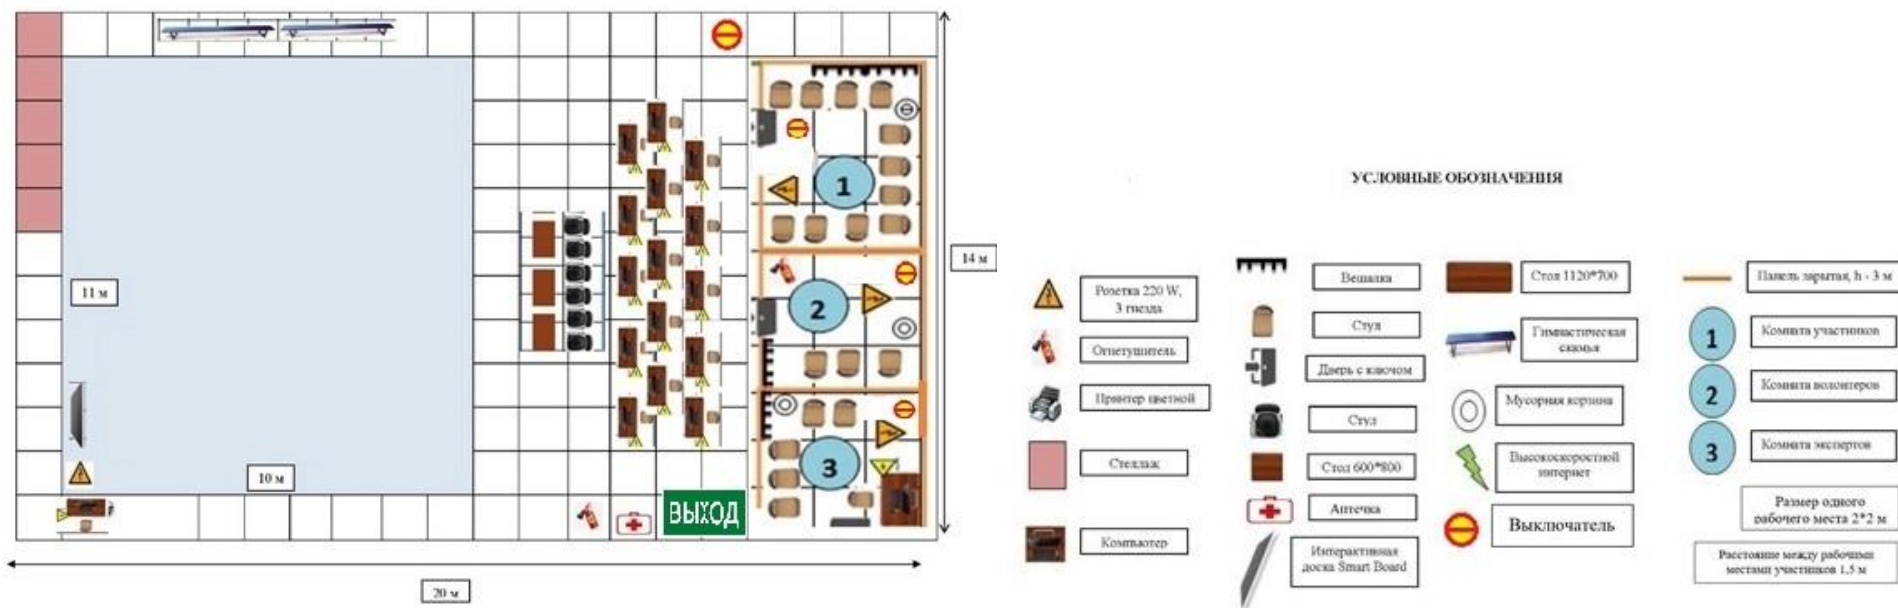 УСЛОВНЫЕ ОБОЗНАЧЕНИЯ
11 м
10 м
14 м
20 м
1
2
3
ВЫХОД
Розетка 220 W,
3 гнезда
Огнетушитель
Принтер цветной
Стеллаж
Компьютер
Вешалка
Стул
Дверь с ключом
Стул
Стол 600*800
Аптечка
Интерактивная
доска Smart Board
Стол 1120*700
Гимнастическая
скамья
Мусорная корзина
Высокоскоростной
интернет
Выключатель
Панель зарытая, h - 3 м
1
Комната участников
2
Комната волонтеров
3
Комната экспертов
Размер одного
рабочего места 2*2 м
Расстояние между рабочими
местами участников 1,5 м